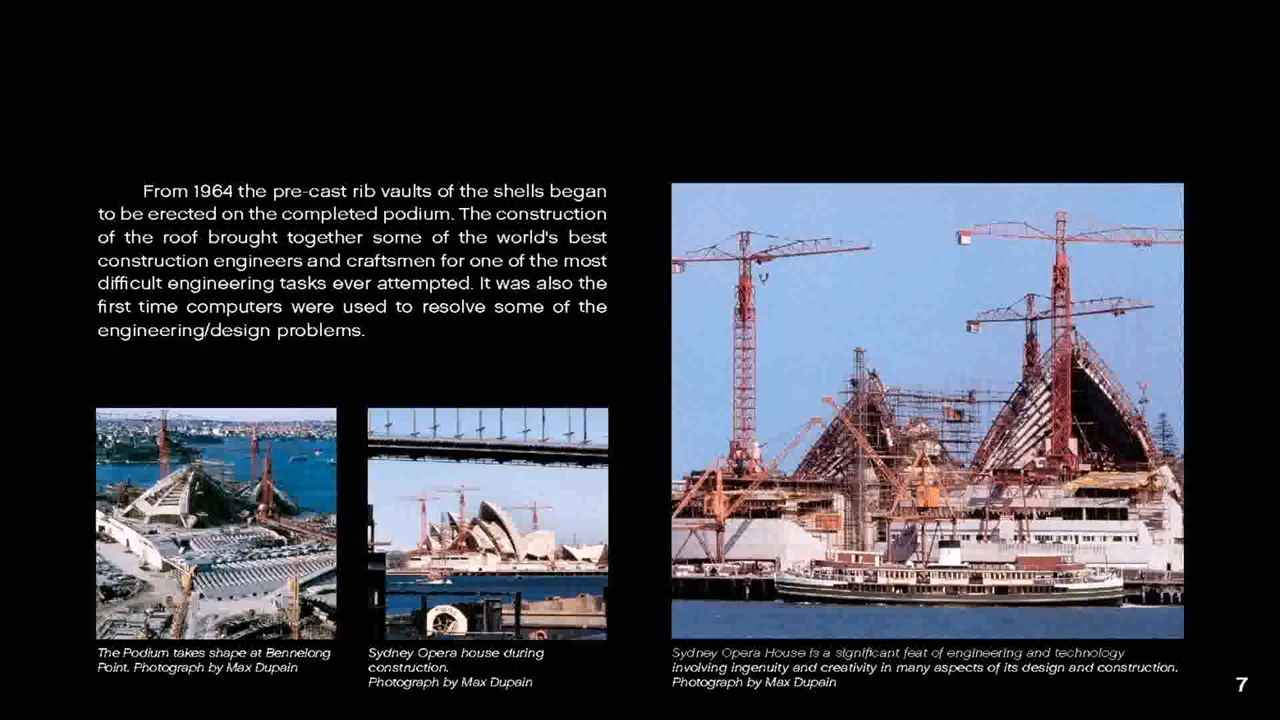 From 1964 the pre-cast rib vaults of the shells began
to be erected on the completed podium. The construction
of the roof brought together some of the world's best
construction engineers and craftsmen for one of the most
difficult engineering tasks ever attempted. It was also the
first time computers were used to resolve some of the
engineering/design problems.
The Podium takes shape at Bennelong
Point. Photograph by Max Dupain
Sydney Opera house during
construction.
Photograph by Max Dupain
Sydney Opera House is a significant feat of engineering and technology
involving ingenuity and creativity in many aspects of its design and construction.
Photograph by Max Dupain
7